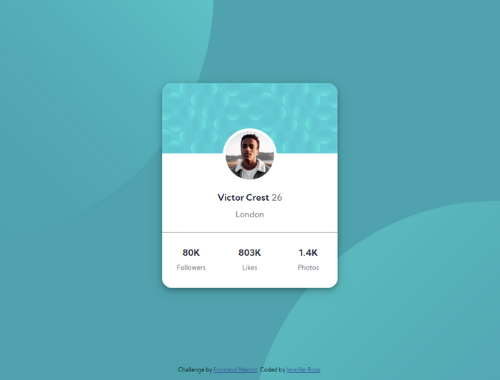 Victor Crest 26
London
80K 803K 1.4K
Followers Likes Photos
Challenge by Frontend Mentor. Coded by Jennifer Rose.